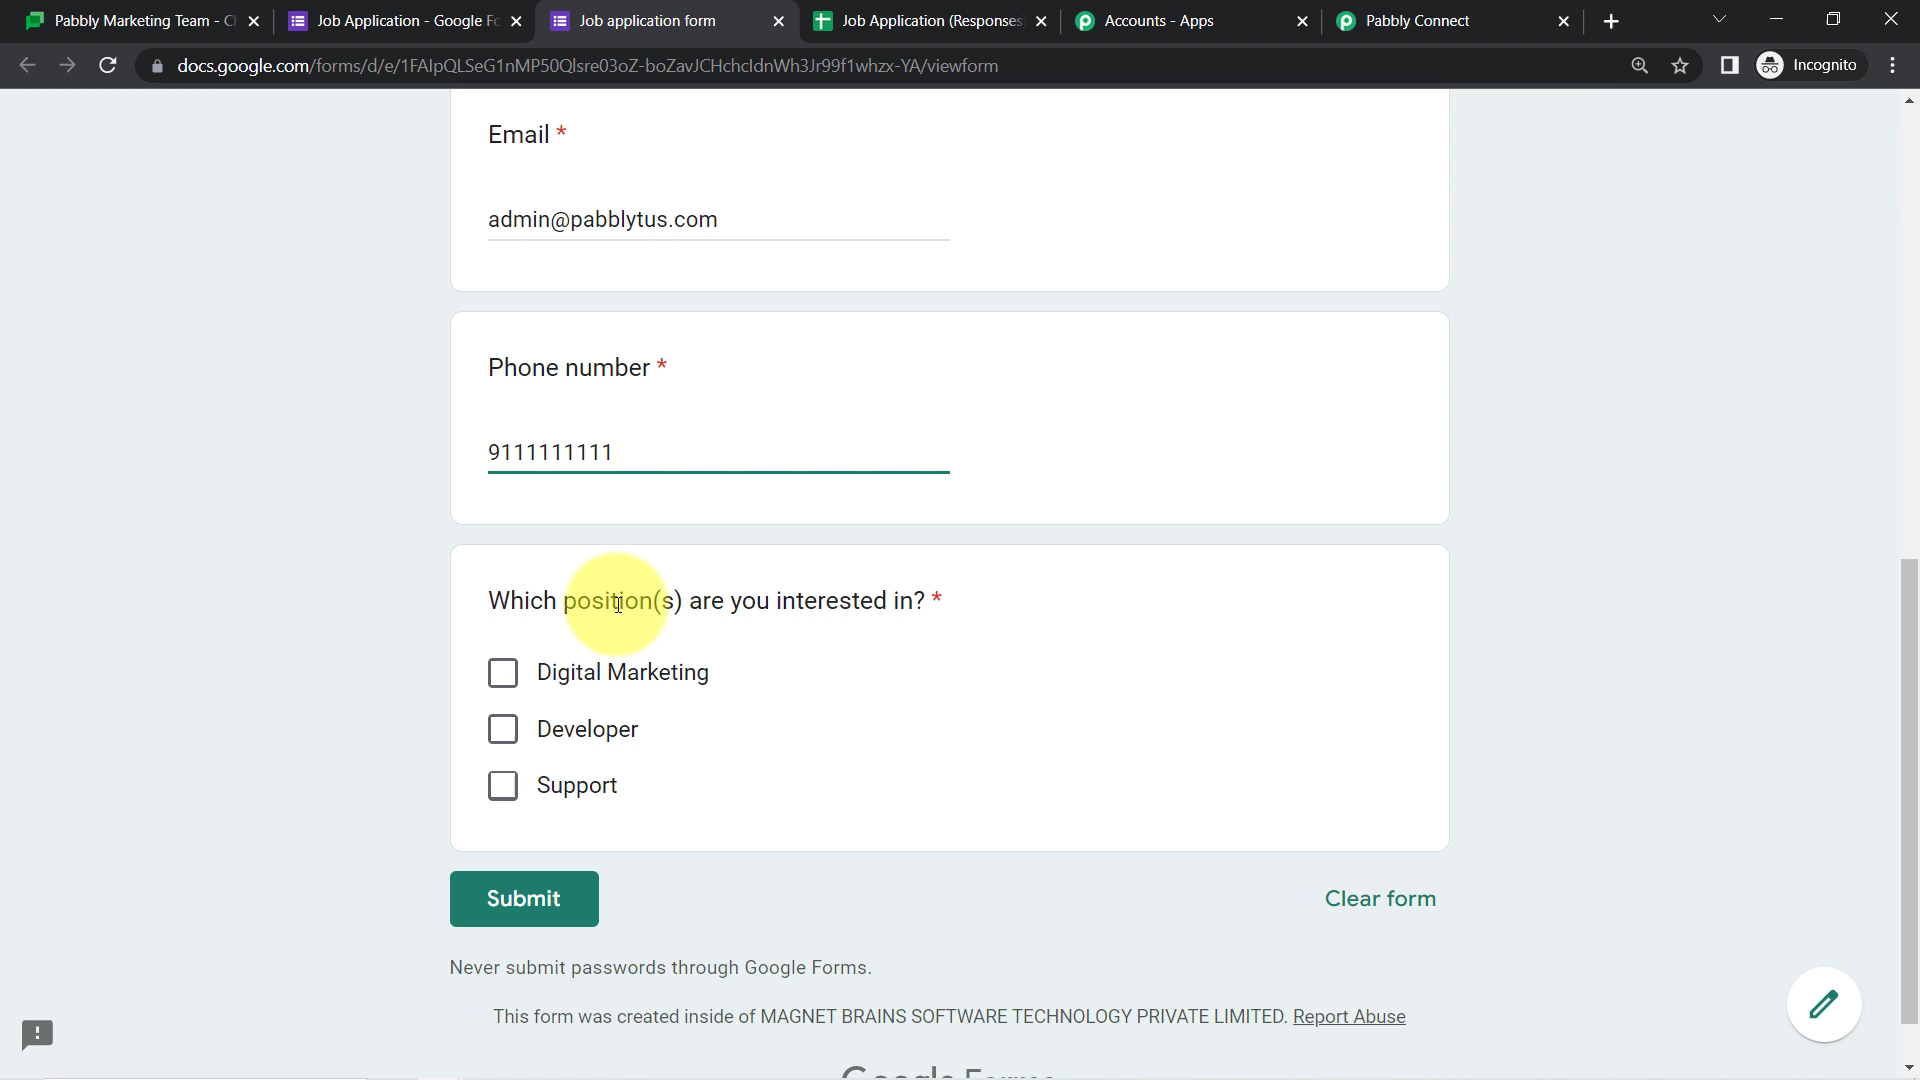 Pabbly Marketing Team - C
Job Application - Google Fo
Job application form
Job Application (Responses
Accounts - Apps
Pabbly Connect
docs.google.com/forms/d/e/1FAIpQLSeG1nMP50Qlsre03oZ-boZavJCHchcldnWh3Jr99f1whzx-YA/viewform
Incognito
Email *
admin@pabblytus.com
Phone number *
9111111111
Which position(s) are you interested in? *
Digital Marketing
Developer
Support
Submit
Clear form
Never submit passwords through Google Forms.
This form was created inside of MAGNET BRAINS SOFTWARE TECHNOLOGY PRIVATE LIMITED. Report Abuse
Google Forms